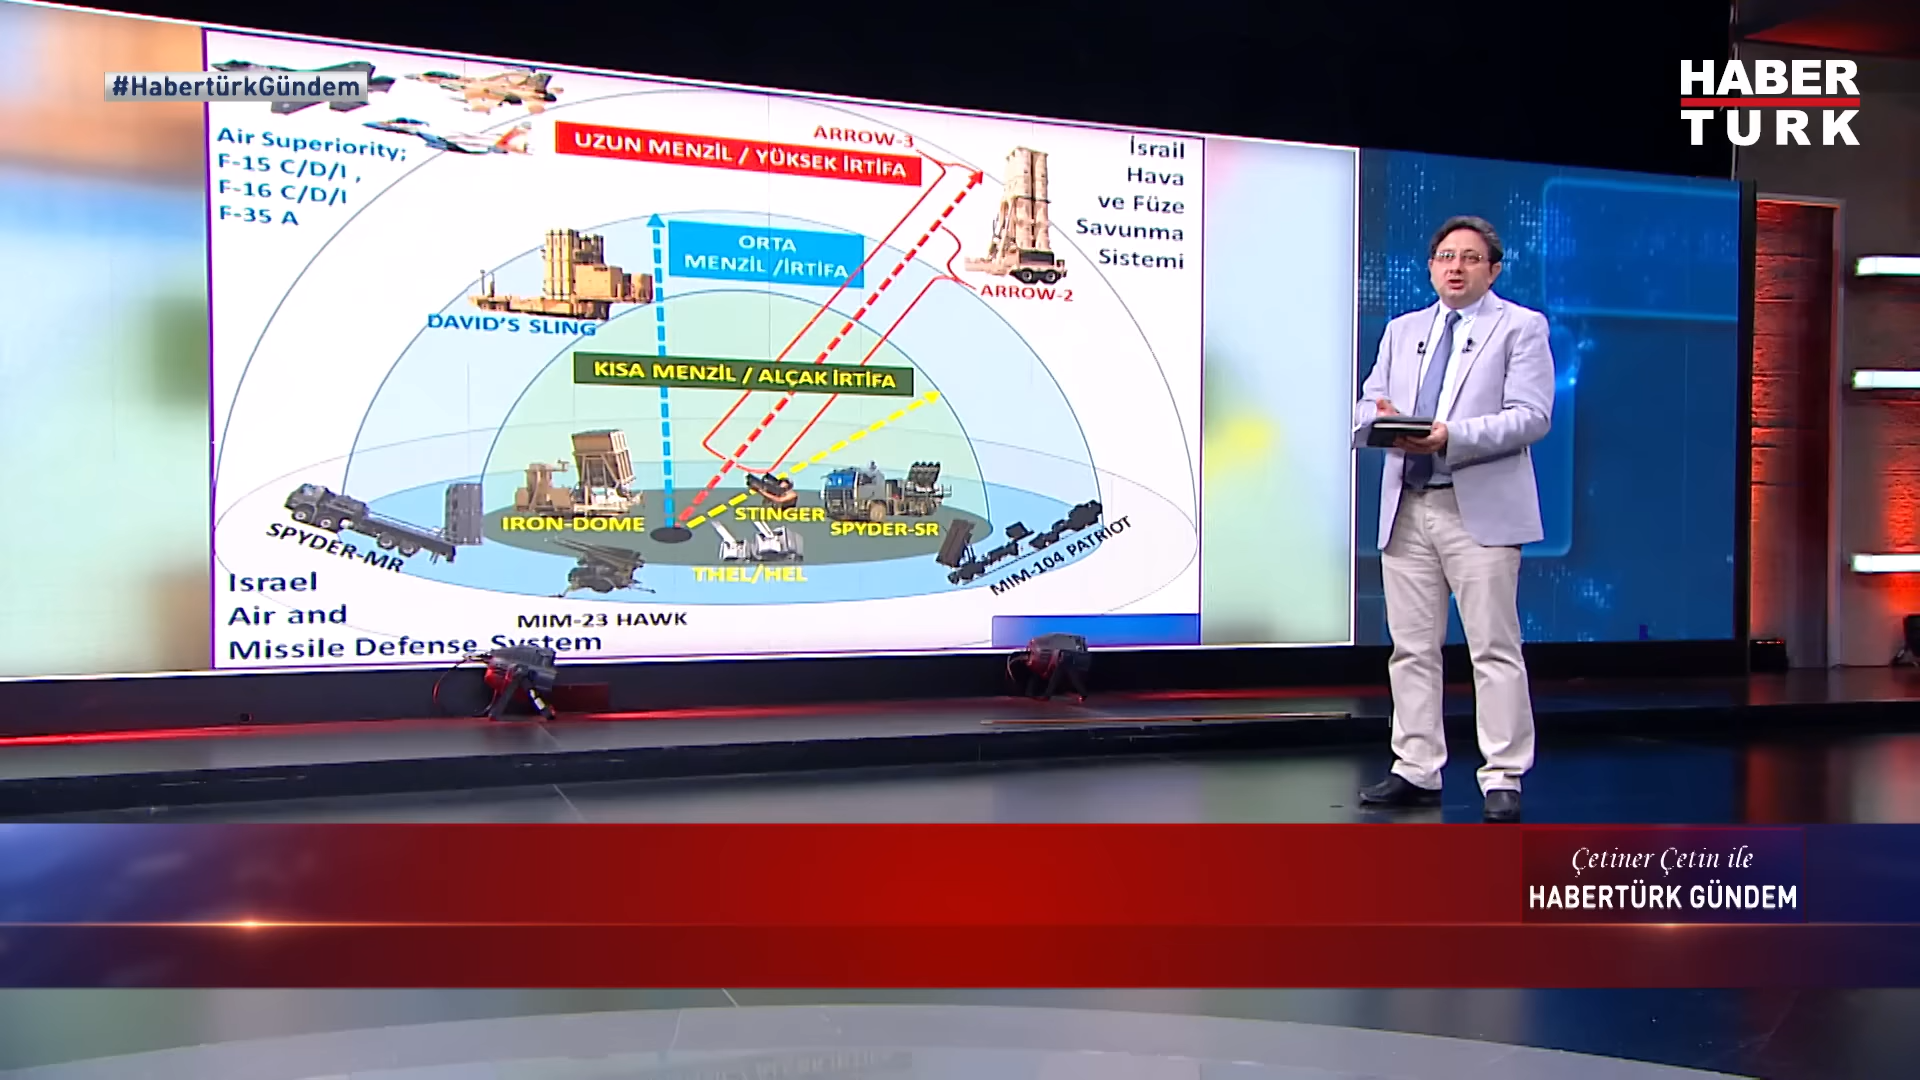 #HabertürkGündem
HABER
TÜRK
Air Superiority;
F-15 C/D/I ,
F-16 C/D/I
F-35 A
UZUN MENZİL / YÜKSEK İRTİFA
ARROW-3
İsrail
Hava
ve Füze
Savunma
Sistemi
ORTA
MENZİL /İRTİFA
ARROW-2
DAVID'S SLING
KISA MENZİL / ALÇAK İRTİFA
IRON-DOME
STINGER
SPYDER-SR
SPYDER-MR
THEL/HEL
MIM-104 PATRIOT
MIM-23 HAWK
Israel
Air and
Missile Defense System
Çetiner Çetin ile
HABERTÜRK GÜNDEM